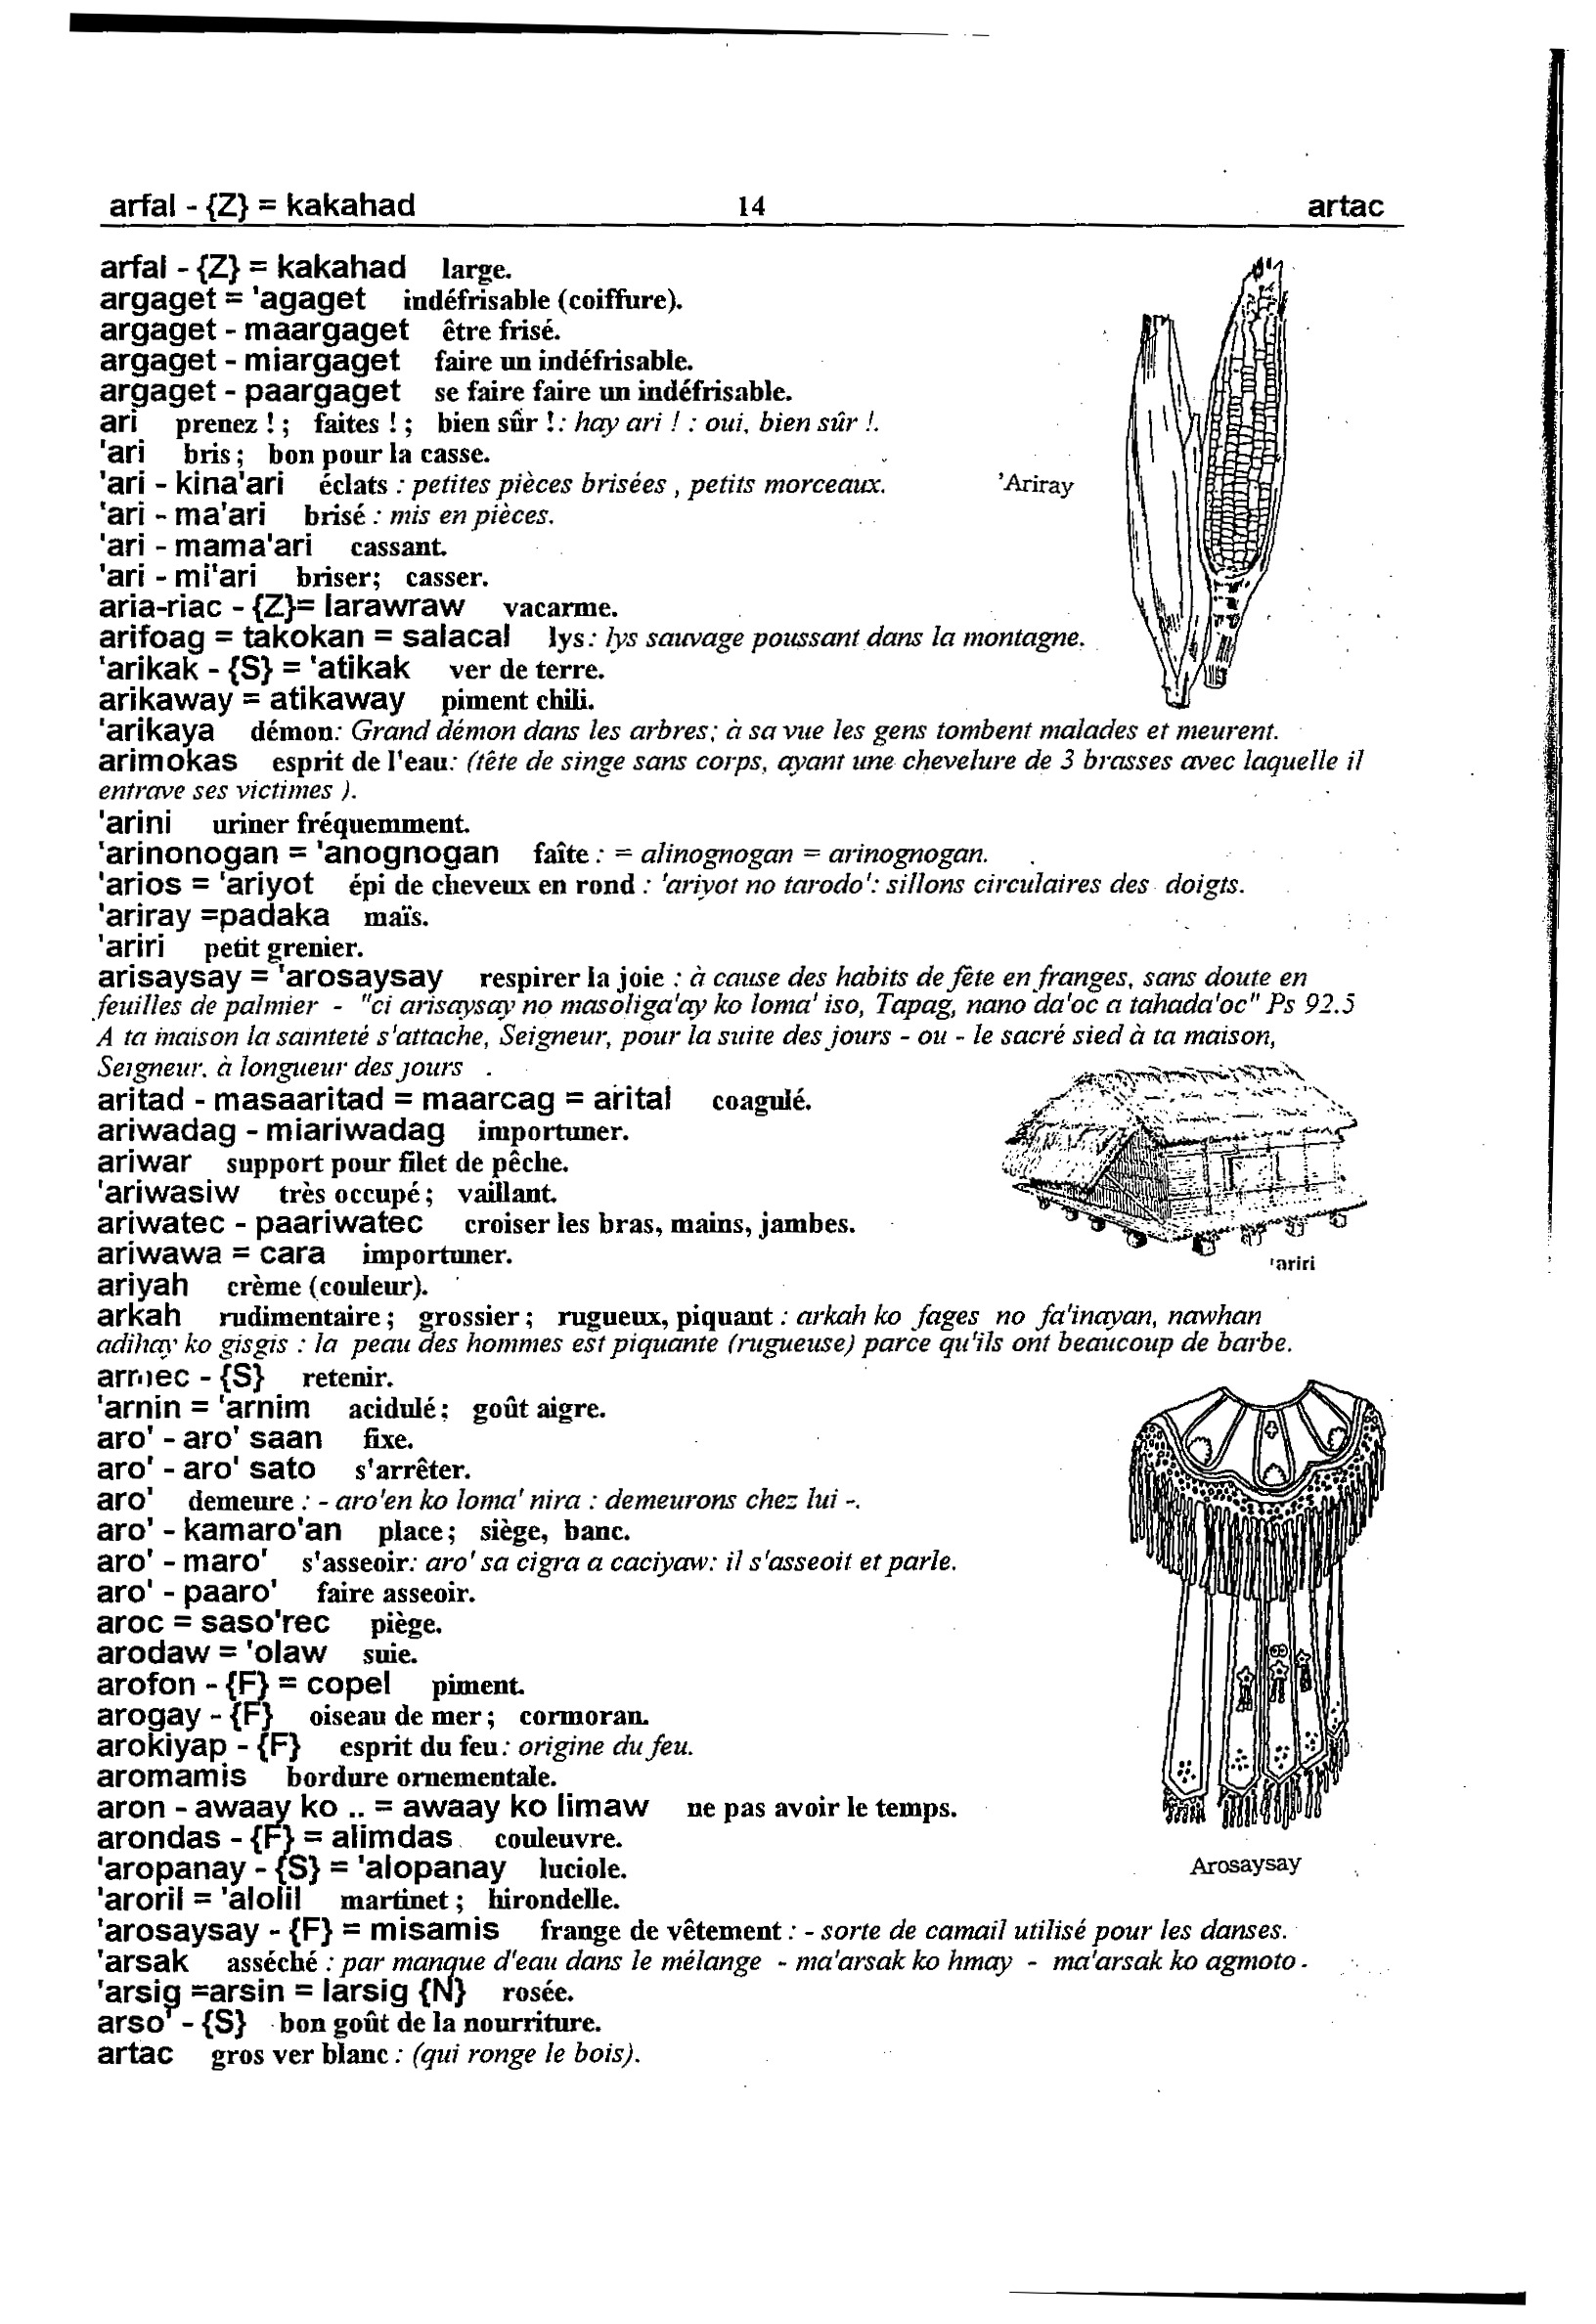 arfal - {Z} = kakahad 14 artac
arfal - {Z} = kakahad large.
argaget = 'agaget indéfrisable (coiffure).
argaget - maargaget être frisé.
argaget - miargaget faire un indéfrisable.
argaget - paargaget se faire faire un indéfrisable.
ari prenez ! ; faites ! ; bien sûr !: hay ari ! : oui, bien sûr !.
'ari bris ; bon pour la casse.
'ari - kina'ari éclats : petites pièces brisées , petits morceaux.
'Ariray
'ari - ma'ari brisé : mis en pièces.
'ari - mama'ari cassant.
'ari - mi'ari briser; casser.
aria-riac - {Z}= larawraw vacarme.
arifoag = takokan = salacal lys: lys sauvage poussant dans la montagne.
'arikak - {S} = 'atikak ver de terre.
arikaway = atikaway piment chili.
'arikaya démon: Grand démon dans les arbres; à sa vue les gens tombent malades et meurent.
arimokas esprit de l'eau: (tête de singe sans corps, ayant une chevelure de 3 brasses avec laquelle il
entrave ses victimes ).
'arini uriner fréquemment.
'arinonogan = 'anognogan faîte : = alinognogan = arinognogan.
'arios = 'ariyot épi de cheveux en rond : 'ariyot no tarodo': sillons circulaires des doigts.
'ariray =padaka maïs.
'ariri petit grenier.
arisaysay = 'arosaysay respirer la joie : à cause des habits de fête en franges, sans doute en
feuilles de palmier - "ci arisaysay no masoliga'ay ko loma' iso, Tapag, nano da'oc a tahada'oc" Ps 92.5
A ta maison la sainteté s'attache, Seigneur, pour la suite des jours - ou - le sacré sied à ta maison,
Seigneur. à longueur des jours .
aritad - masaaritad = maarcag = arital coagulé.
ariwadag - miariwadag importuner.
ariwar support pour filet de pêche.
'ariwasiw très occupé ; vaillant.
ariwatec - paariwatec croiser les bras, mains, jambes.
ariwawa = cara importuner.
'ariri
ariyah crème (couleur).
arkah rudimentaire ; grossier ; rugueux, piquant : arkah ko fages no fa'inayan, nawhan
adihay ko gisgis : la peau des hommes est piquante (rugueuse) parce qu'ils ont beaucoup de barbe.
armec - {S} retenir.
'arnin = 'arnim acidulé ; goût aigre.
aro' - aro' saan fixe.
aro' - aro' sato s'arrêter.
aro' demeure : - aro'en ko loma' nira : demeurons chez lui -.
aro' - kamaro'an place ; siège, banc.
aro' - maro' s'asseoir: aro' sa cigra a caciyaw: il s'asseoit et parle.
aro' - paaro' faire asseoir.
aroc = saso'rec piège.
arodaw = 'olaw suie.
arofon - {F} = copel piment.
arogay - {F} oiseau de mer ; cormoran.
arokiyap - {F} esprit du feu: origine du feu.
aromamis bordure ornementale.
aron - awaay ko .. = awaay ko limaw ne pas avoir le temps.
arondas - {F} = alimdas couleuvre.
'aropanay - {S} = 'alopanay luciole.
Arosaysay
'aroril = 'alolil martinet ; hirondelle.
'arosaysay - {F} = misamis frange de vêtement : - sorte de camail utilisé pour les danses.
'arsak asséché : par manque d'eau dans le mélange - ma'arsak ko hmay - ma'arsak ko agmoto .
'arsig =arsin = larsig {N} rosée.
arso' - {S} bon goût de la nourriture.
artac gros ver blanc : (qui ronge le bois).